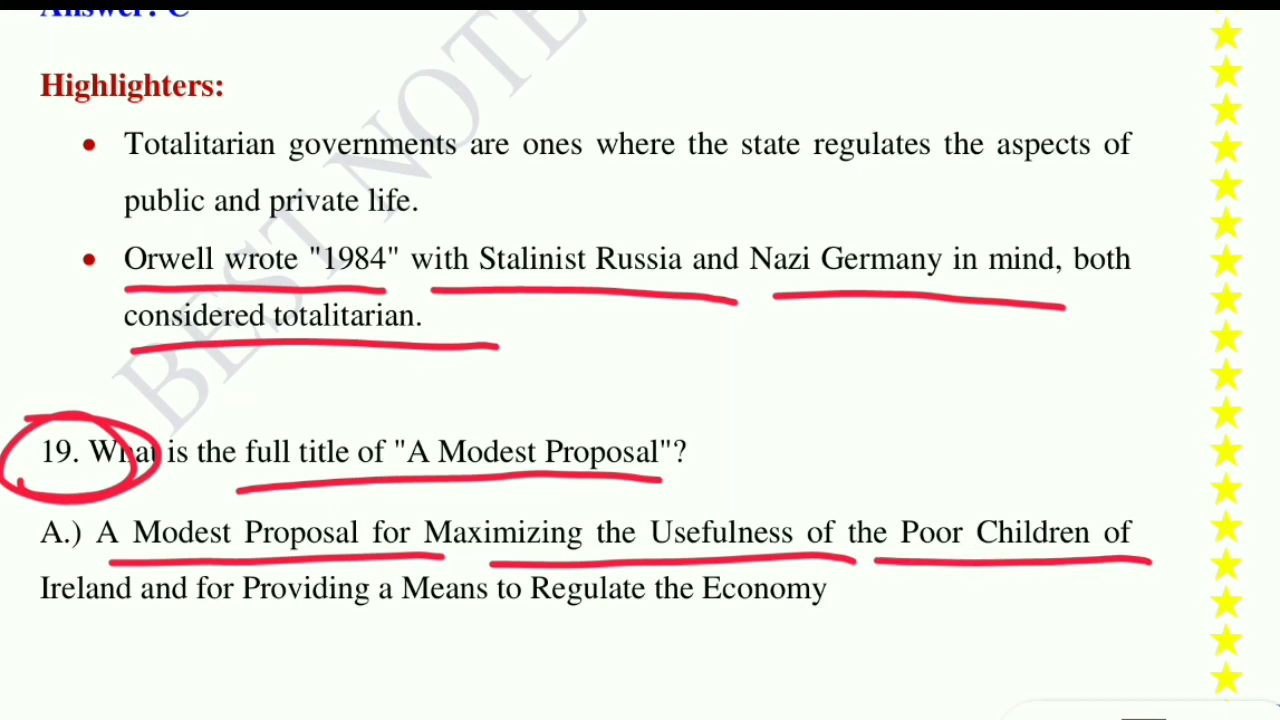 Answer: C
Highlighters:
• Totalitarian governments are ones where the state regulates the aspects of
public and private life.
• Orwell wrote "1984" with Stalinist Russia and Nazi Germany in mind, both
considered totalitarian.
19. What is the full title of "A Modest Proposal"?
A.) A Modest Proposal for Maximizing the Usefulness of the Poor Children of
Ireland and for Providing a Means to Regulate the Economy
BEST NOTE